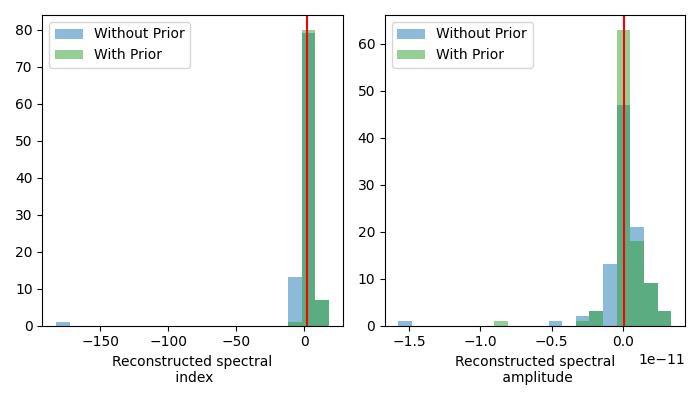 Without Prior
With Prior
80
70
60
50
40
30
20
10
0
−150
−100
−50
0
Reconstructed spectral
index
Without Prior
With Prior
60
50
40
30
20
10
0
−1.5
−1.0
−0.5
0.0
1e−11
Reconstructed spectral
amplitude